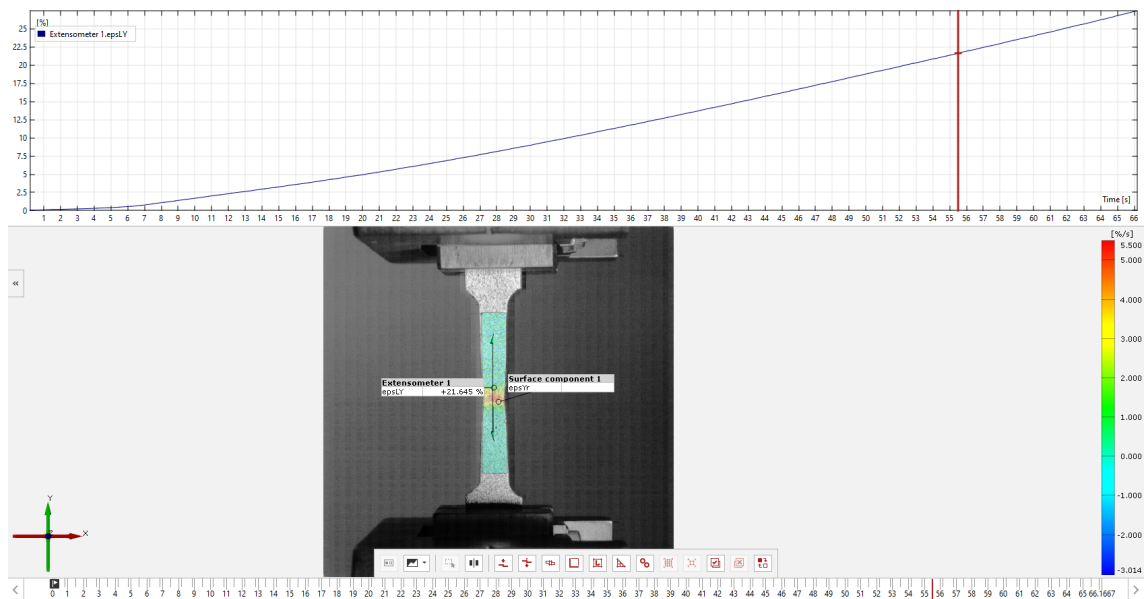 [%]
Extensometer 1.epsLY
25
22.5
20
17.5
15
12.5
10
7.5
5
2.5
0
Time [s]
1 2 3 4 5 6 7 8 9 10 11 12 13 14 15 16 17 18 19 20 21 22 23 24 25 26 27 28 29 30 31 32 33 34 35 36 37 38 39 40 41 42 43 44 45 46 47 48 49 50 51 52 53 54 55 56 57 58 59 60 61 62 63 64 65 66
[%/s]
5.500
5.000
4.000
3.000
2.000
1.000
0.000
-1.000
-2.000
-3.014
«
Extensometer 1
epsLY +21.645 %
Surface component 1
epsYr
Y
X
0 1 2 3 4 5 6 7 8 9 10 11 12 13 14 15 16 17 18 19 20 21 22 23 24 25 26 27 28 29 30 31 32 33 34 35 36 37 38 39 40 41 42 43 44 45 46 47 48 49 50 51 52 53 54 55 56 57 58 59 60 61 62 63 64 65 66.1667